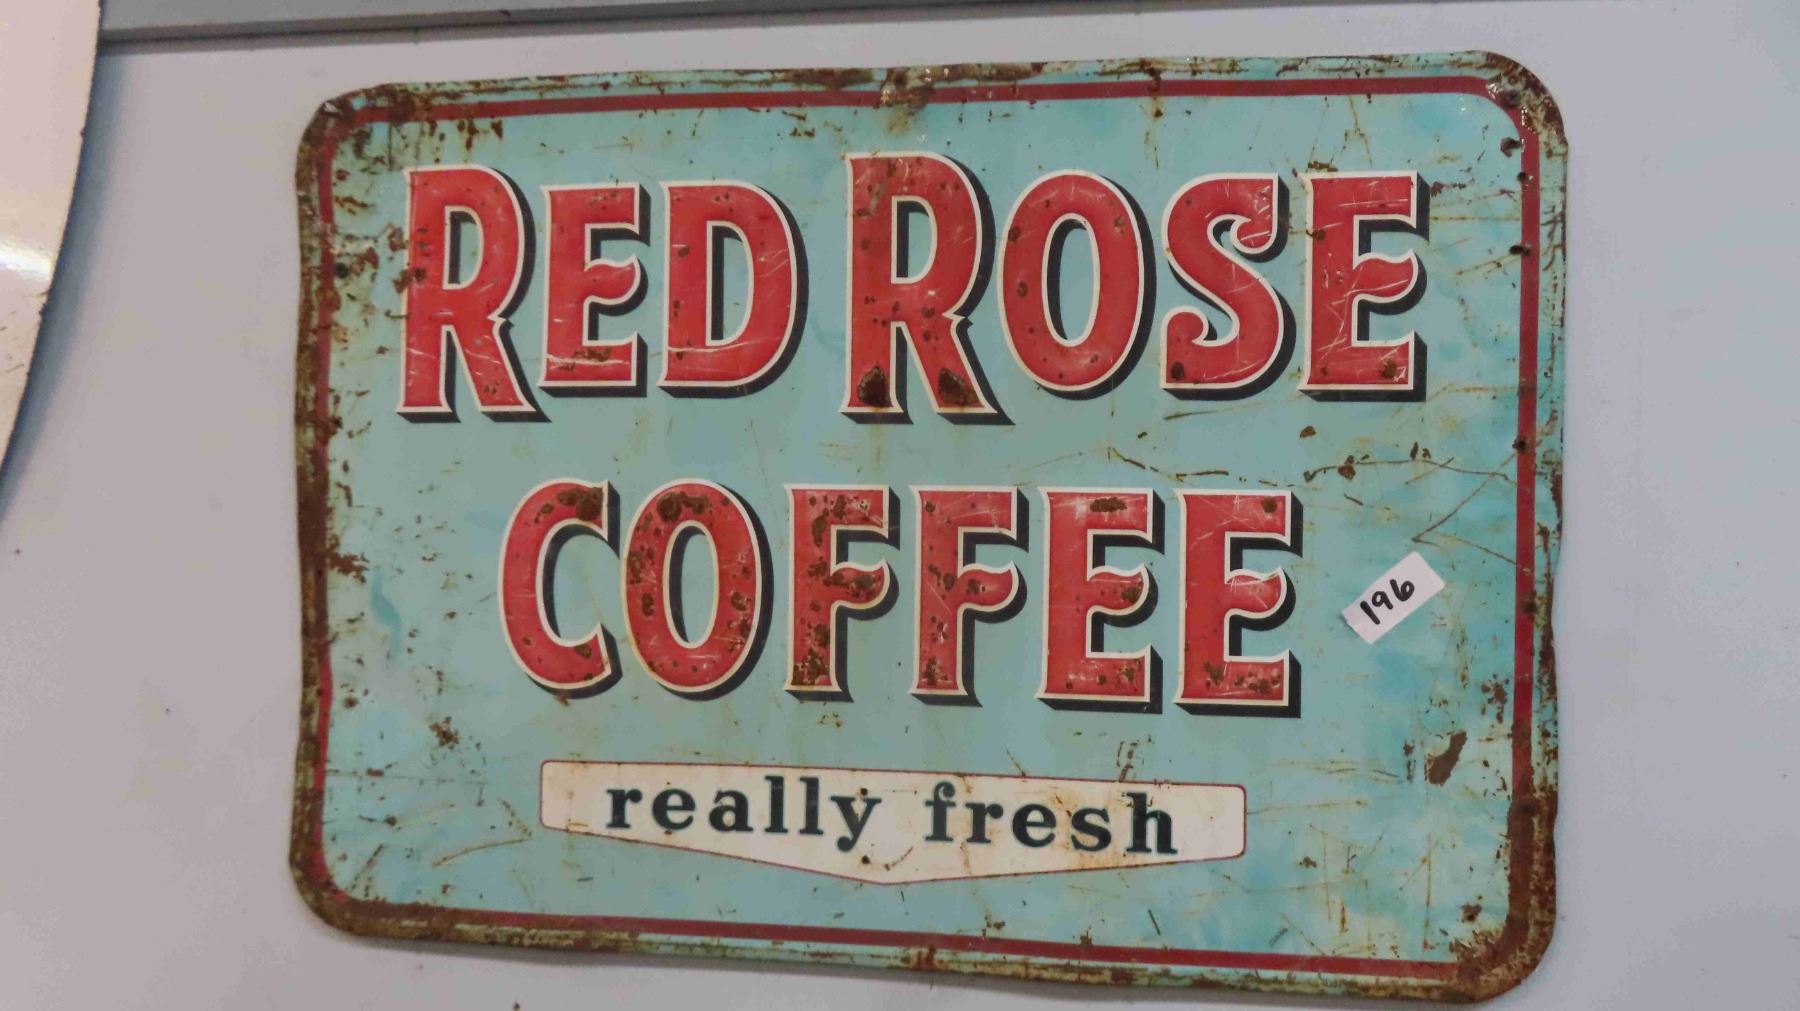 RED ROSE
COFFEE
196
really fresh